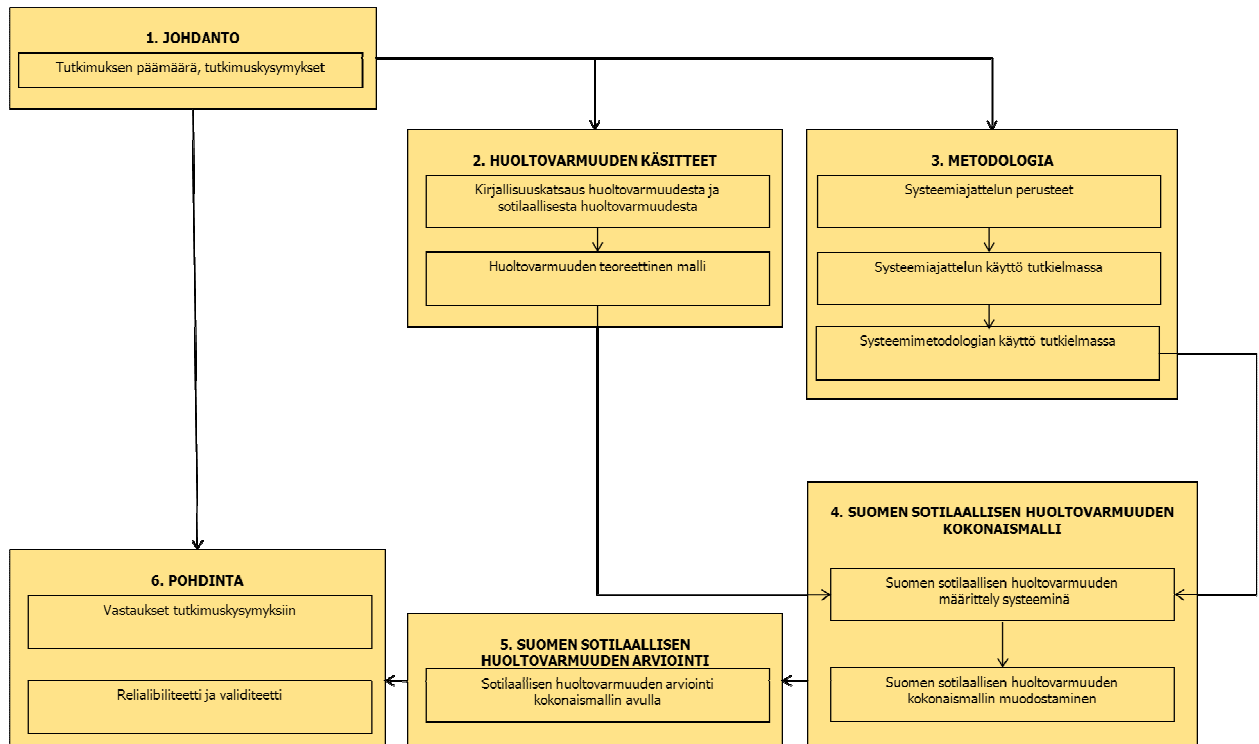 1. JOHDANTO
Tutkimuksen päämäärä, tutkimuskysymykset
2. HUOLTOVARMUUDEN KÄSITTEET
Kirjallisuuskatsaus huoltovarmuudesta ja
sotilaallisesta huoltovarmuudesta
Huoltovarmuuden teoreettinen malli
3. METODOLOGIA
Systeemiajattelun perusteet
Systeemiajattelun käyttö tutkielmassa
Systeemimetodologian käyttö tutkielmassa
4. SUOMEN SOTILAALLISEN HUOLTOVARMUUDEN
KOKONAISMALLI
Suomen sotilaallisen huoltovarmuuden
määrittely systeeminä
Suomen sotilaallisen huoltovarmuuden
kokonaismallin muodostaminen
5. SUOMEN SOTILAALLISEN
HUOLTOVARMUUDEN ARVIOINTI
Sotilaallisen huoltovarmuuden arviointi
kokonaismallin avulla
6. POHDINTA
Vastaukset tutkimuskysymyksiin
Relialibiliteetti ja validiteetti